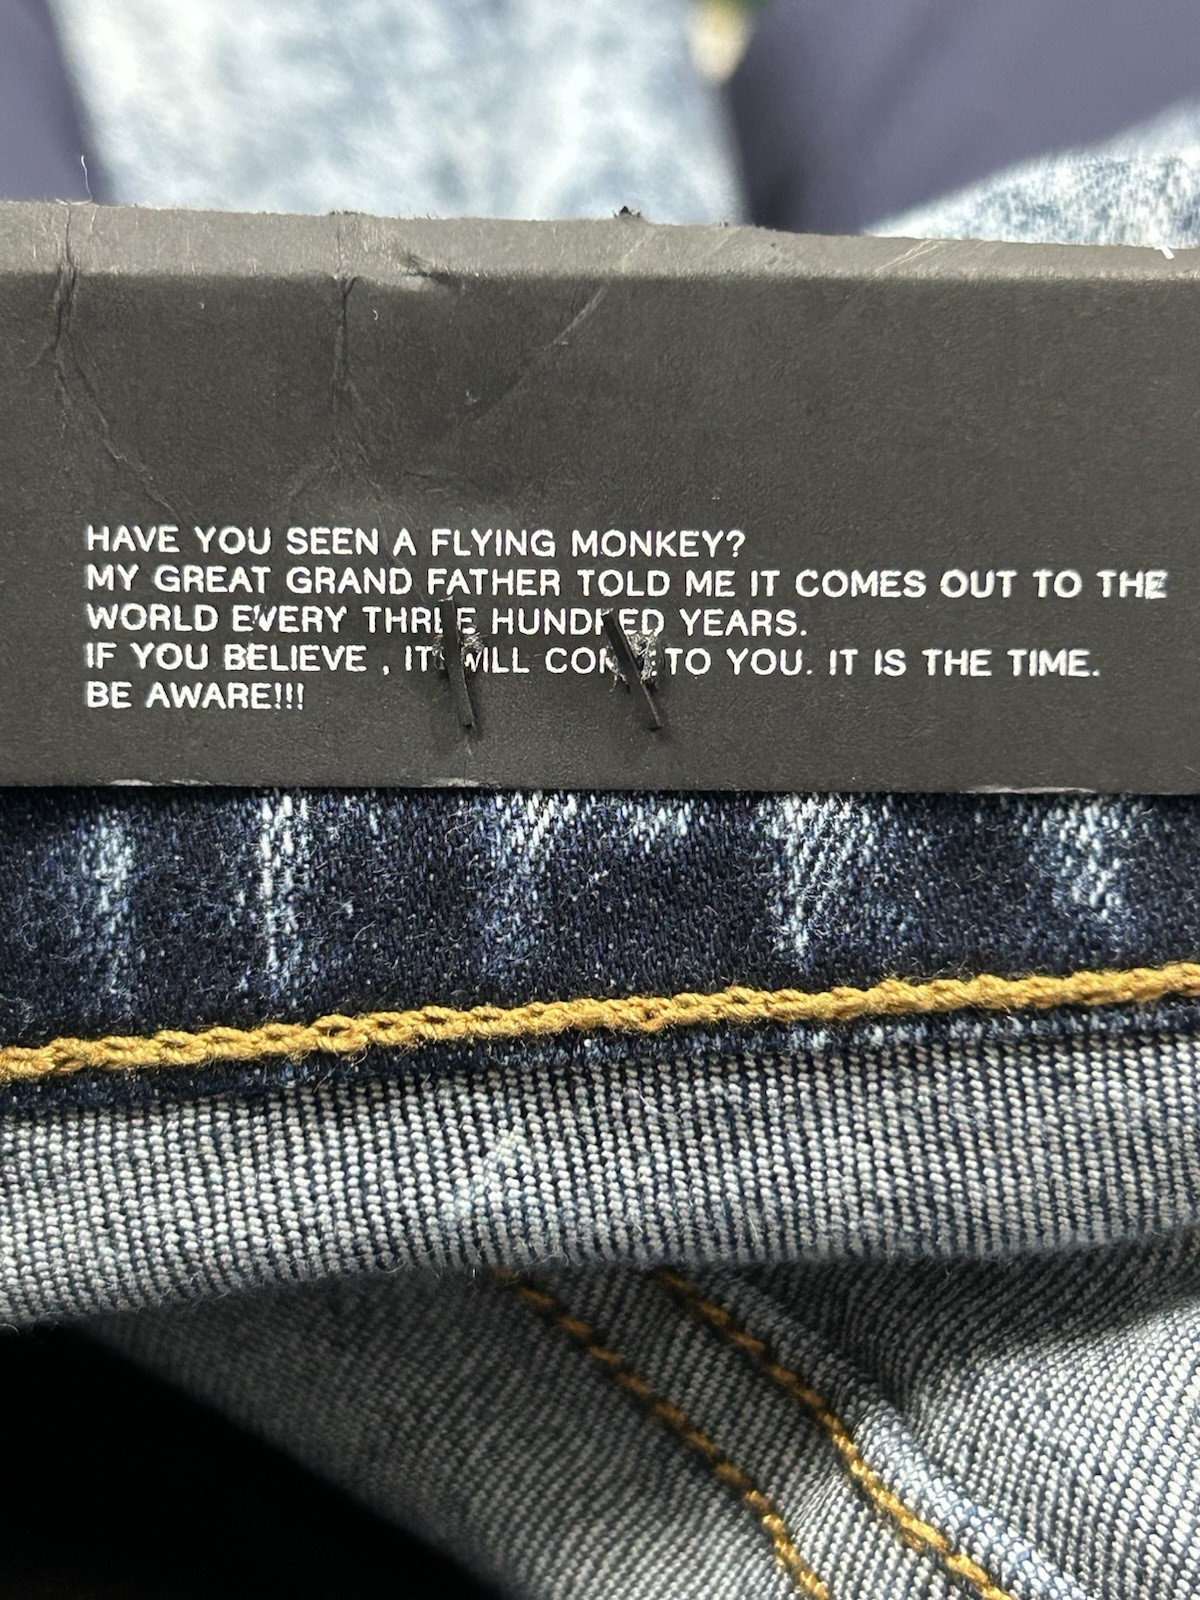 HAVE YOU SEEN A FLYING MONKEY?
MY GREAT GRAND FATHER TOLD ME IT COMES OUT TO THE
WORLD EVERY THREE HUNDRED YEARS.
IF YOU BELIEVE , IT WILL COME TO YOU. IT IS THE TIME.
BE AWARE!!!